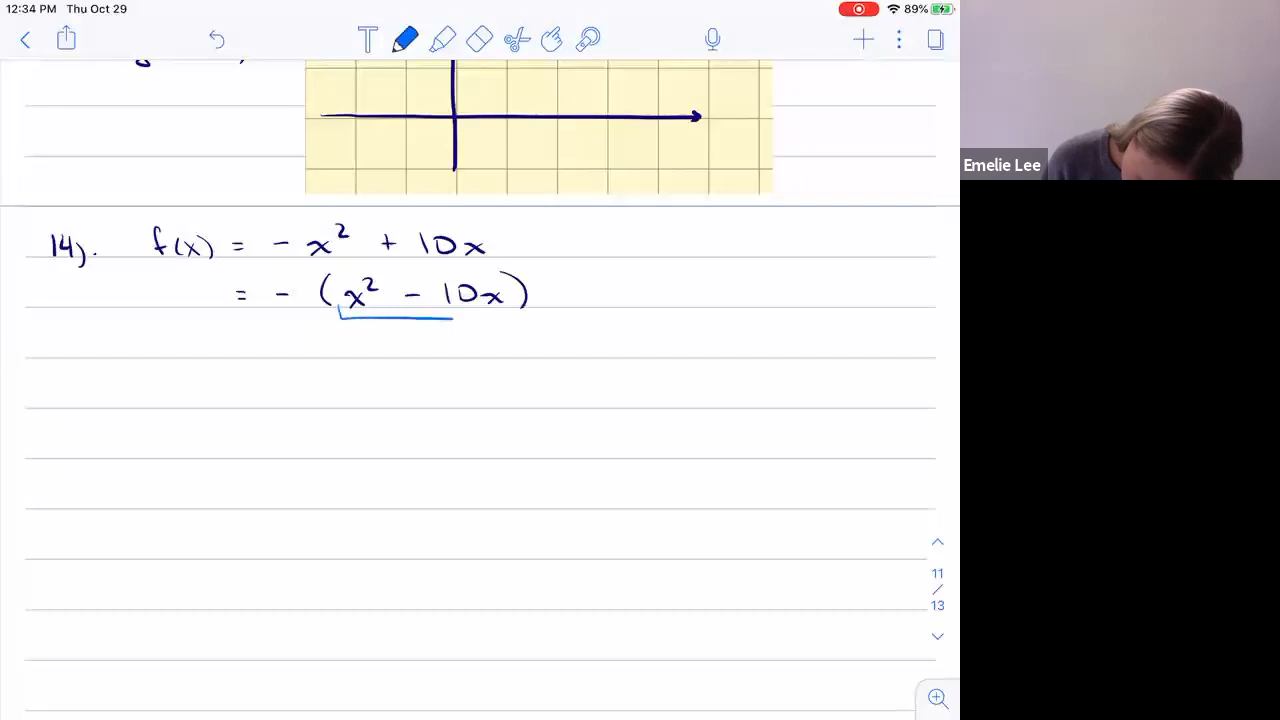 12:34 PM Thu Oct 29
89%
Emelie Lee
14). f(x) = - x² + 10x
= - (x² - 10x)
11
/
13